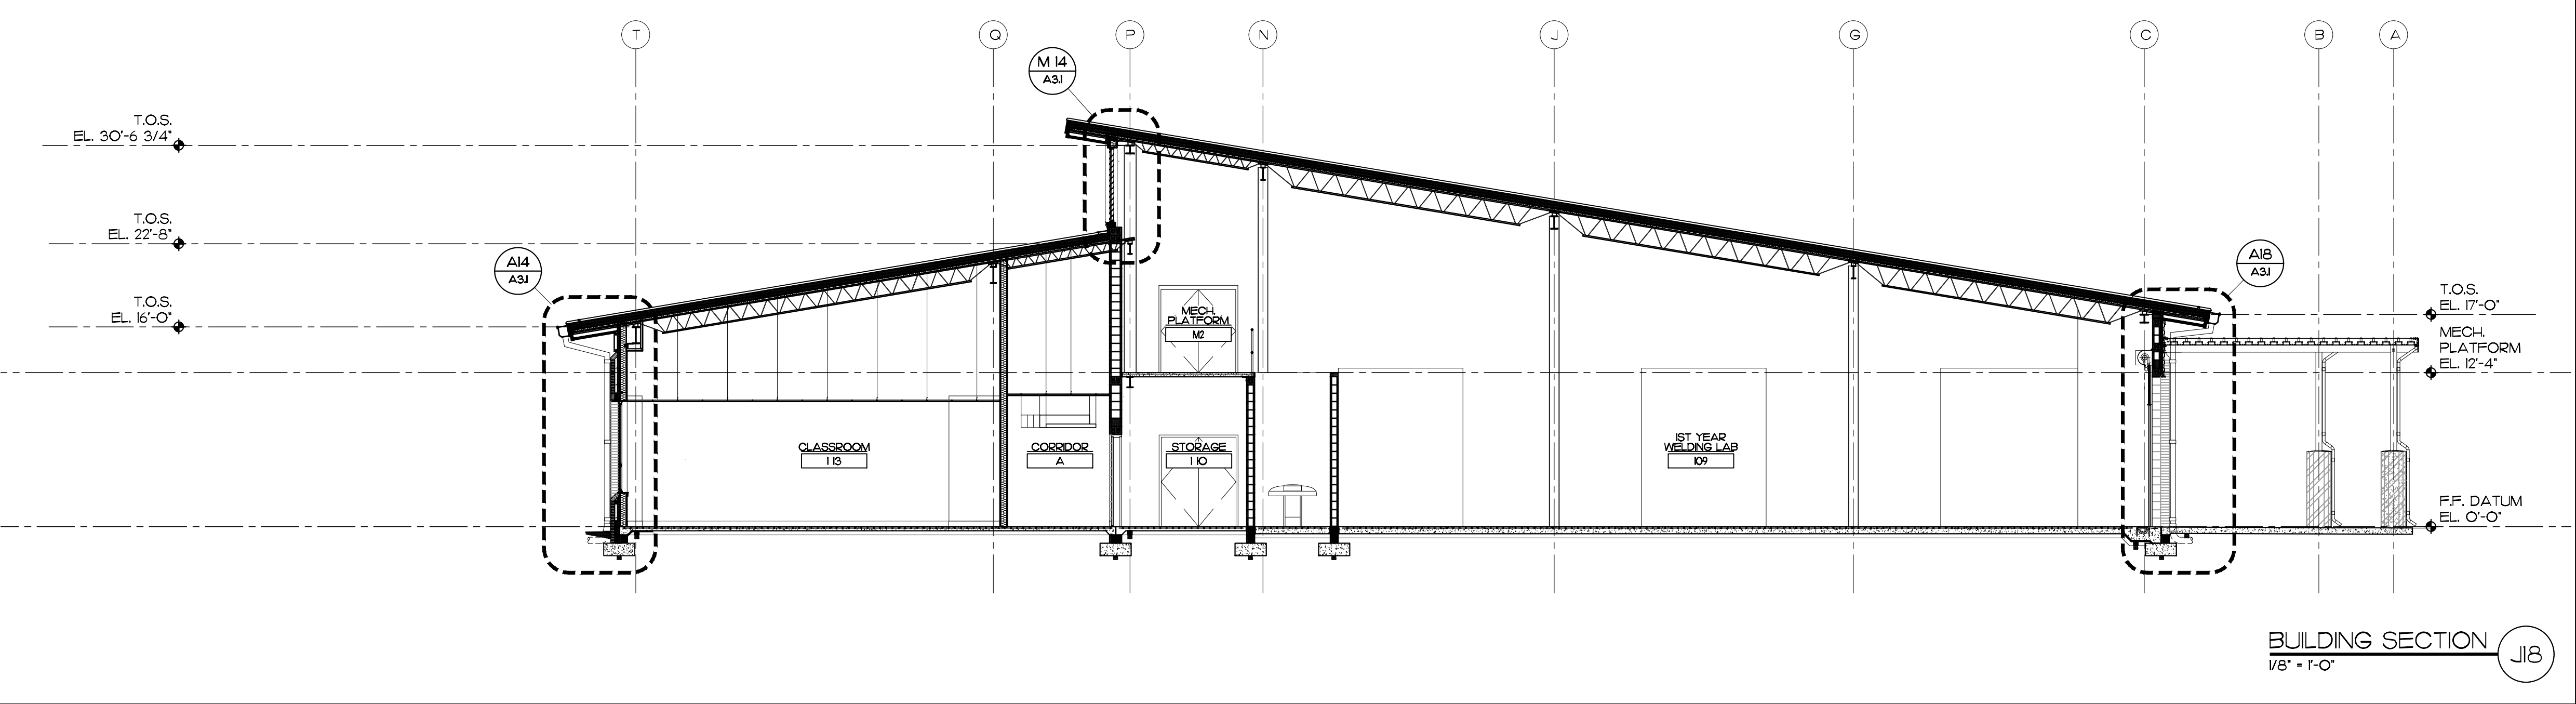 T
Q
P
N
J
G
C
B
A
M 14
A3.1
T.O.S.
EL. 30'-6 3/4"
T.O.S.
EL. 22'-8"
A14
A3.1
T.O.S.
EL. 16'-0"
A18
A3.1
T.O.S.
EL. 17'-0"
MECH.
PLATFORM
EL. 12'-4"
MECH.
PLATFORM
M2
CLASSROOM
113
CORRIDOR
A
STORAGE
110
1ST YEAR
WELDING LAB
109
F.F. DATUM
EL. 0'-0"
BUILDING SECTION
1/8" = 1'-0"
J18